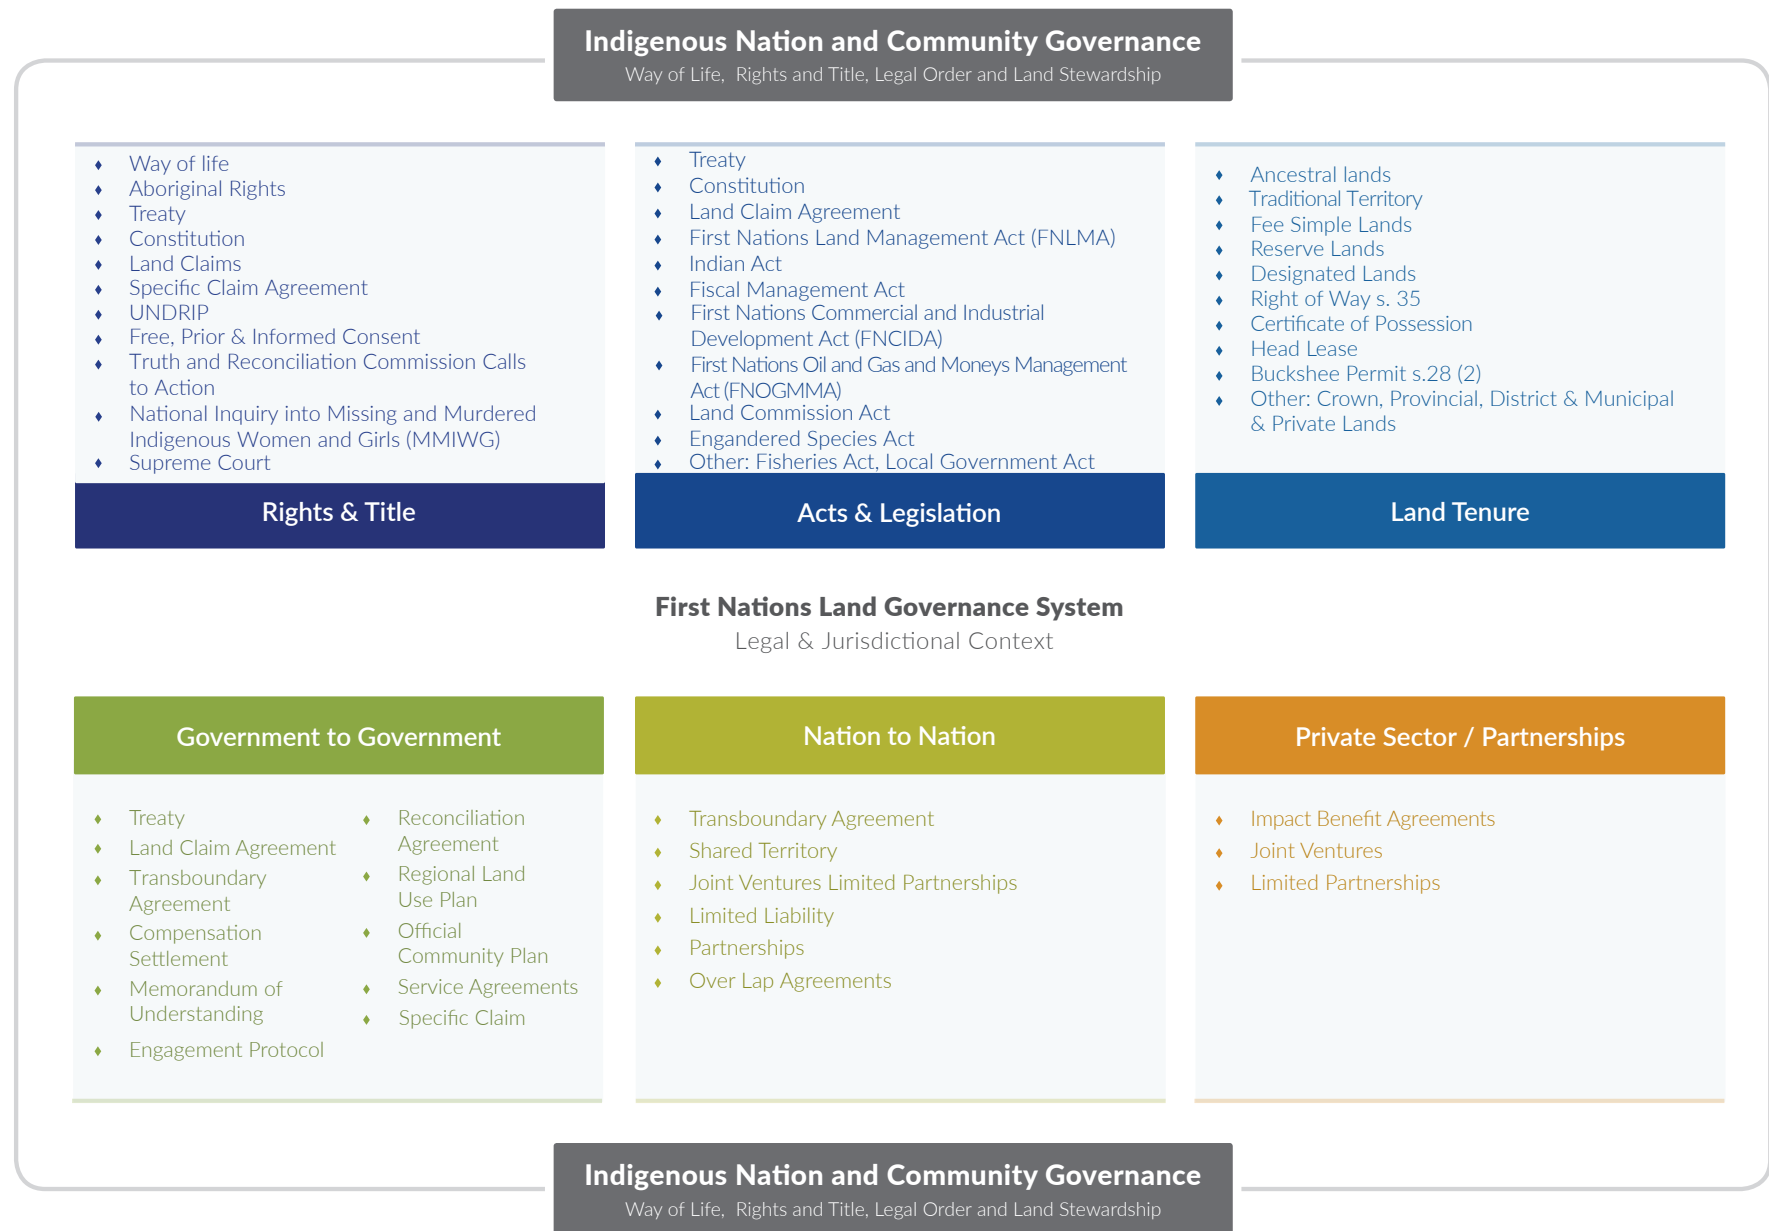 Indigenous Nation and Community Governance
Way of Life, Rights and Title, Legal Order and Land Stewardship
Way of life
Aboriginal Rights
Treaty
Constitution
Land Claims
Specific Claim Agreement
UNDRIP
Free, Prior & Informed Consent
Truth and Reconciliation Commission Calls
to Action
National Inquiry into Missing and Murdered
Indigenous Women and Girls (MMIWG)
Supreme Court
Rights & Title
Treaty
Constitution
Land Claim Agreement
First Nations Land Management Act (FNLMA)
Indian Act
Fiscal Management Act
First Nations Commercial and Industrial
Development Act (FNCIDA)
First Nations Oil and Gas and Moneys Management
Act (FNOGMMA)
Land Commission Act
Engandered Species Act
Other: Fisheries Act, Local Government Act
Acts & Legislation
Ancestral lands
Traditional Territory
Fee Simple Lands
Reserve Lands
Designated Lands
Right of Way s. 35
Certificate of Possession
Head Lease
Buckshee Permit s.28 (2)
Other: Crown, Provincial, District & Municipal
& Private Lands
Land Tenure
First Nations Land Governance System
Legal & Jurisdictional Context
Government to Government
Treaty
Land Claim Agreement
Transboundary
Agreement
Compensation
Settlement
Memorandum of
Understanding
Engagement Protocol
Reconciliation
Agreement
Regional Land
Use Plan
Official
Community Plan
Service Agreements
Specific Claim
Nation to Nation
Transboundary Agreement
Shared Territory
Joint Ventures Limited Partnerships
Limited Liability
Partnerships
Over Lap Agreements
Private Sector / Partnerships
Impact Benefit Agreements
Joint Ventures
Limited Partnerships
Indigenous Nation and Community Governance
Way of Life, Rights and Title, Legal Order and Land Stewardship